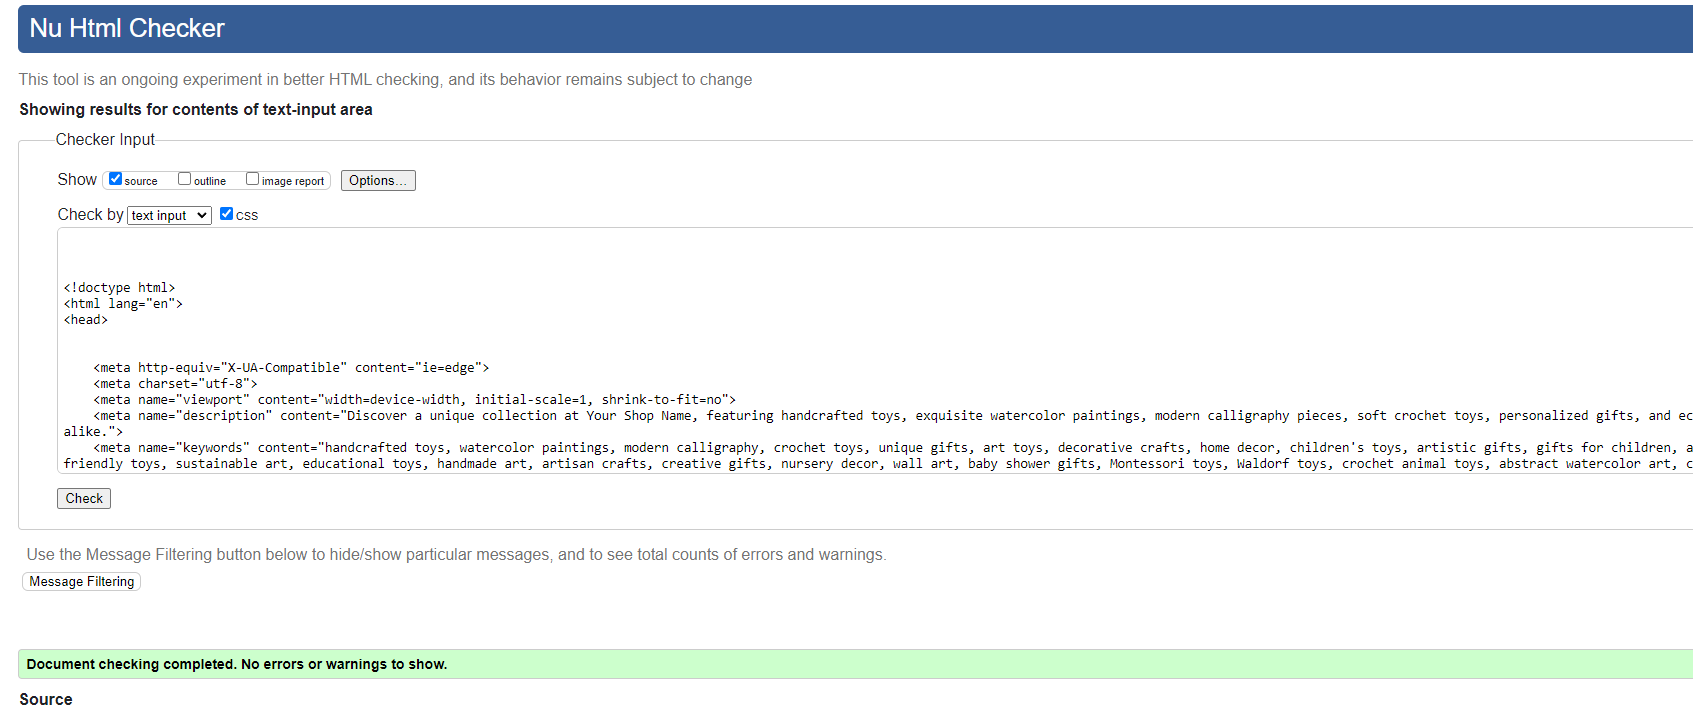 Nu Html Checker
This tool is an ongoing experiment in better HTML checking, and its behavior remains subject to change
Showing results for contents of text-input area
Checker Input
Show source outline image report Options...
Check by text input css
<!doctype html>
<html lang="en">
<head>
<meta http-equiv="X-UA-Compatible" content="ie=edge">
<meta charset="utf-8">
<meta name="viewport" content="width=device-width, initial-scale=1, shrink-to-fit=no">
<meta name="description" content="Discover a unique collection at Your Shop Name, featuring handcrafted toys, exquisite watercolor paintings, modern calligraphy pieces, soft crochet toys, personalized gifts, and ec
alike.">
<meta name="keywords" content="handcrafted toys, watercolor paintings, modern calligraphy, crochet toys, unique gifts, art toys, decorative crafts, home decor, children's toys, artistic gifts, gifts for children, a
friendly toys, sustainable art, educational toys, handmade art, artisan crafts, creative gifts, nursery decor, wall art, baby shower gifts, Montessori toys, Waldorf toys, crochet animal toys, abstract watercolor art, c
Check
Use the Message Filtering button below to hide/show particular messages, and to see total counts of errors and warnings.
Message Filtering
Document checking completed. No errors or warnings to show.
Source